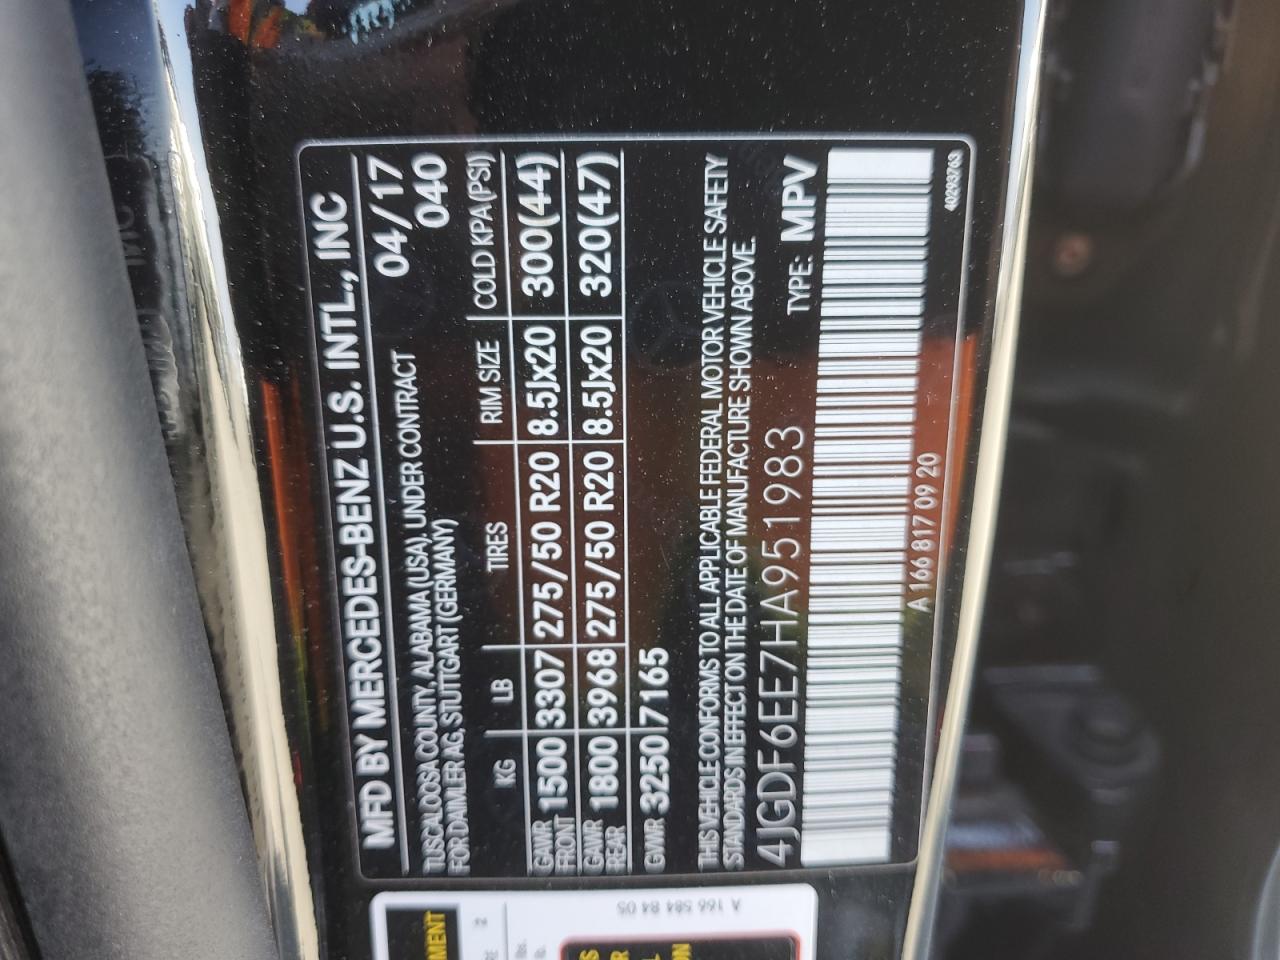 MFD BY MERCEDES-BENZ U.S. INTL., INC
TUSCALOOSA COUNTY, ALABAMA (USA), UNDER CONTRACT 04/17
FOR DAIMLER AG, STUTTGART (GERMANY) 040
KG LB TIRES RIM SIZE COLD KPA (PSI)
GAWR FRONT 1500 3307 275/50 R20 8.5Jx20 300(44)
GAWR REAR 1800 3968 275/50 R20 8.5Jx20 320(47)
GVWR 3250 7165
THIS VEHICLE CONFORMS TO ALL APPLICABLE FEDERAL MOTOR VEHICLE SAFETY
STANDARDS IN EFFECT ON THE DATE OF MANUFACTURE SHOWN ABOVE.
4JGDF6EE7HA951983 TYPE: MPV
A 166 817 09 20
40293763
A 166 584 84 05